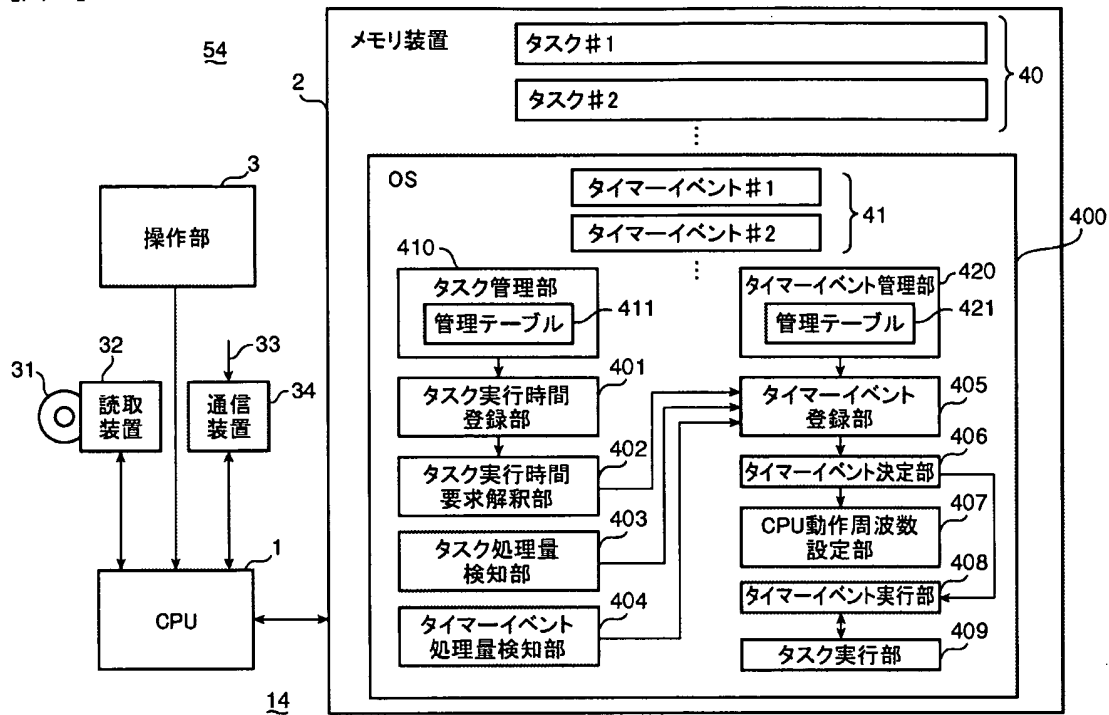 54
メモリ装置
2
タスク#1
タスク#2
40
⋮
OS
タイマーイベント#1
タイマーイベント#2
41
⋮
400
3
操作部
410
タスク管理部
管理テーブル
411
タイマーイベント管理部
420
管理テーブル
421
31
32
読取
装置
33
通信
装置
34
タスク実行時間
登録部
401
タイマーイベント
登録部
405
タスク実行時間
要求解釈部
402
タイマーイベント決定部
406
タスク処理量
検知部
403
CPU動作周波数
設定部
407
タイマーイベント
処理量検知部
404
タイマーイベント実行部
408
タスク実行部
409
1
CPU
14